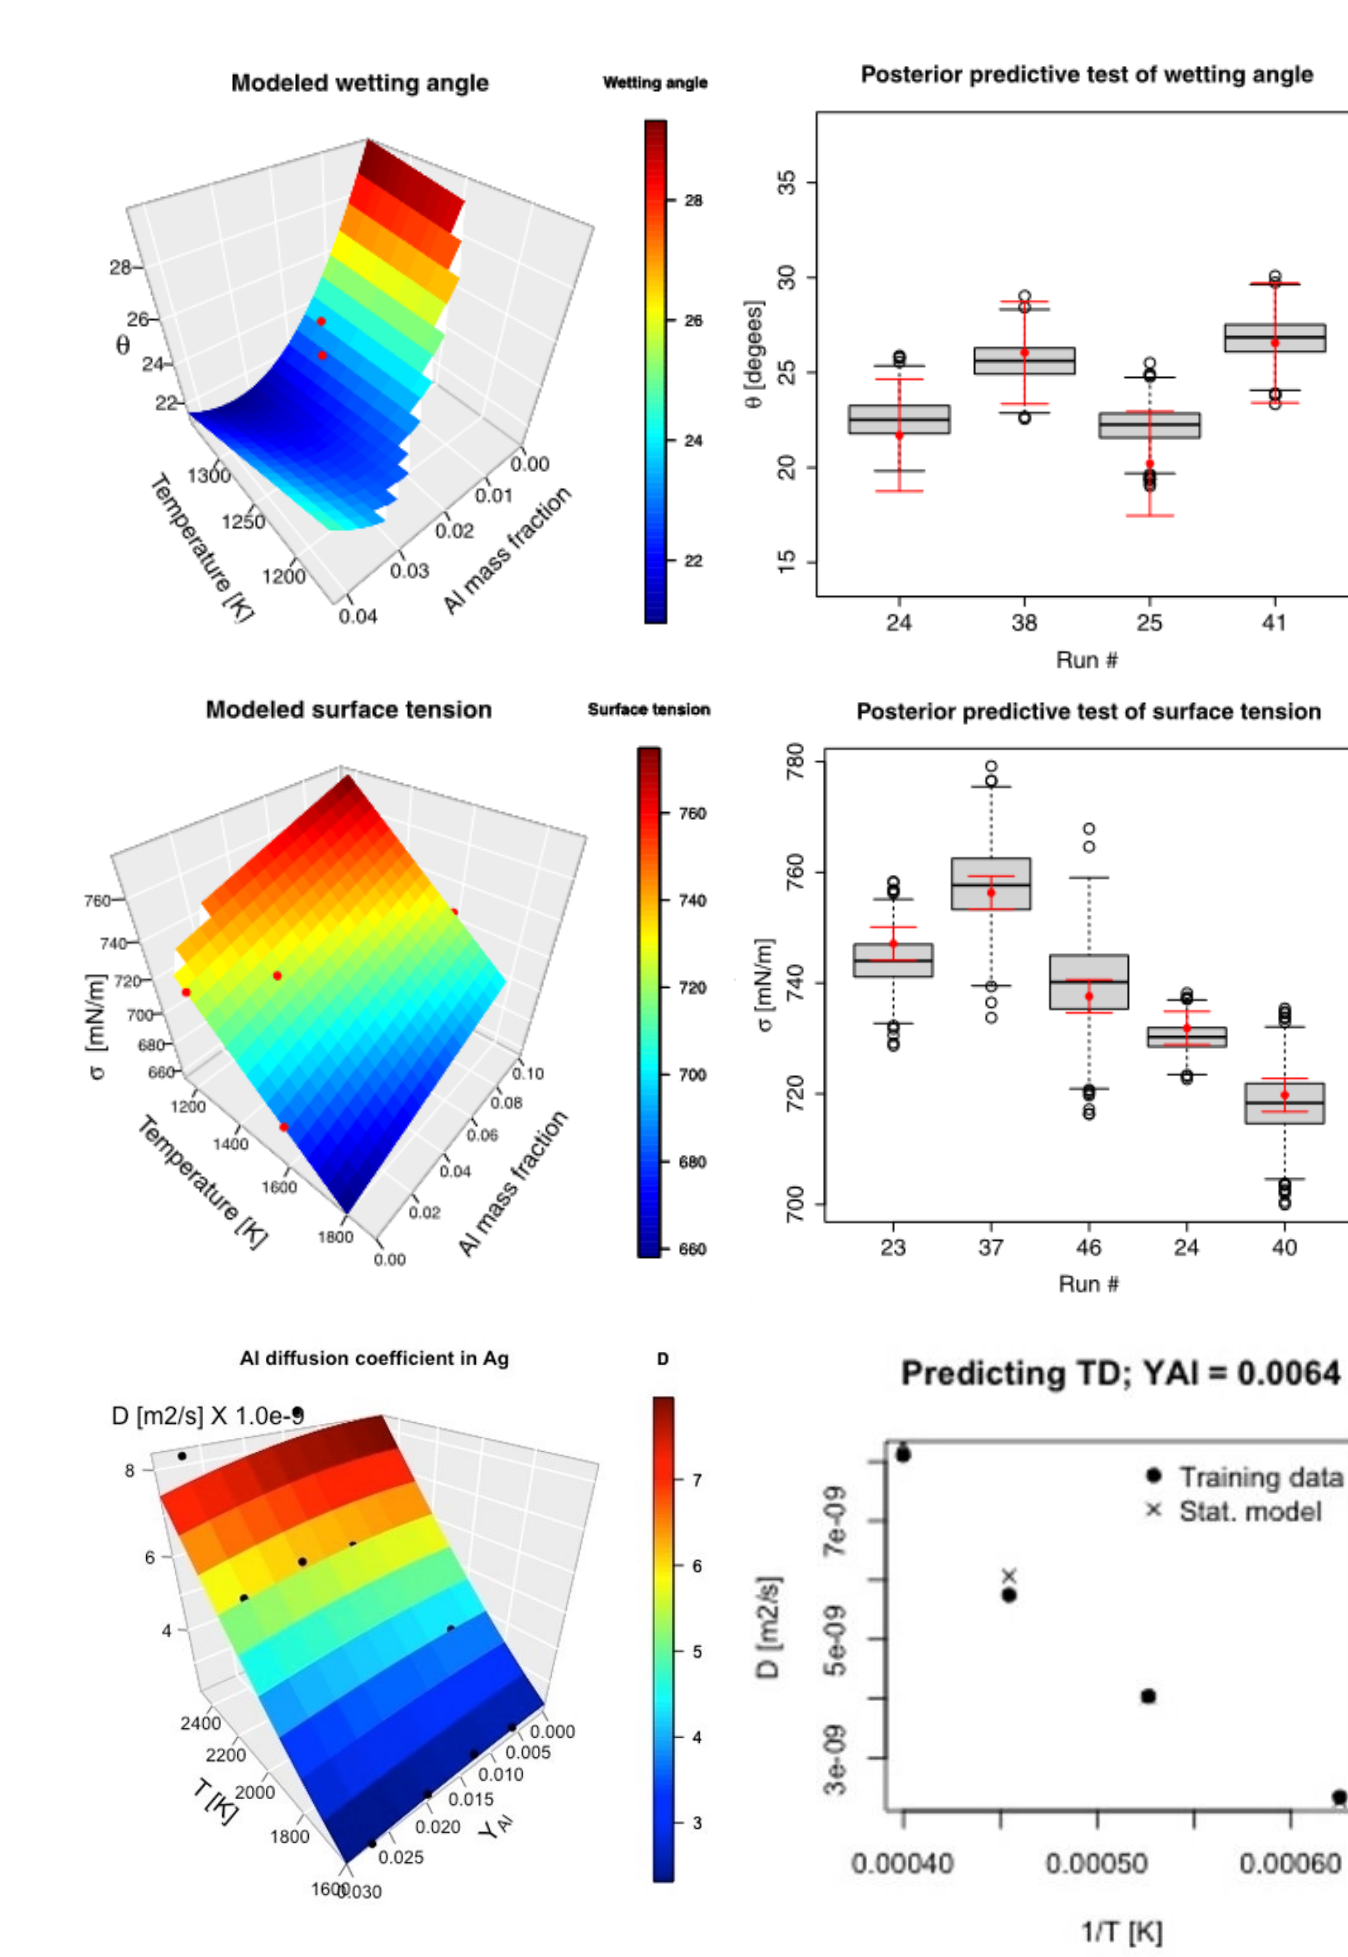 Modeled wetting angle
Wetting angle
28
26
24
22
θ
28
26
24
22
1300
1250
1200
Temperature [K]
0.00
0.01
0.02
0.03
0.04
Al mass fraction
Posterior predictive test of wetting angle
35
30
25
20
15
θ [degees]
24 38 25 41
Run #
Modeled surface tension
Surface tension
760
740
720
700
680
660
σ [mN/m]
760
740
720
700
680
660
1200
1400
1600
1800
Temperature [K]
0.10
0.08
0.06
0.04
0.02
0.00
Al mass fraction
Posterior predictive test of surface tension
780
760
740
720
700
σ [mN/m]
23 37 46 24 40
Run #
Al diffusion coefficient in Ag
D
D [m2/s] X 1.0e-9
8
6
4
7
6
5
4
3
2400
2200
2000
1800
1600
T [K]
0.000
0.005
0.010
0.015
0.020
0.025
0.030
YAl
Predicting TD; YAl = 0.0064
Training data
× Stat. model
7e-09
5e-09
3e-09
D [m2/s]
0.00040 0.00050 0.00060
1/T [K]